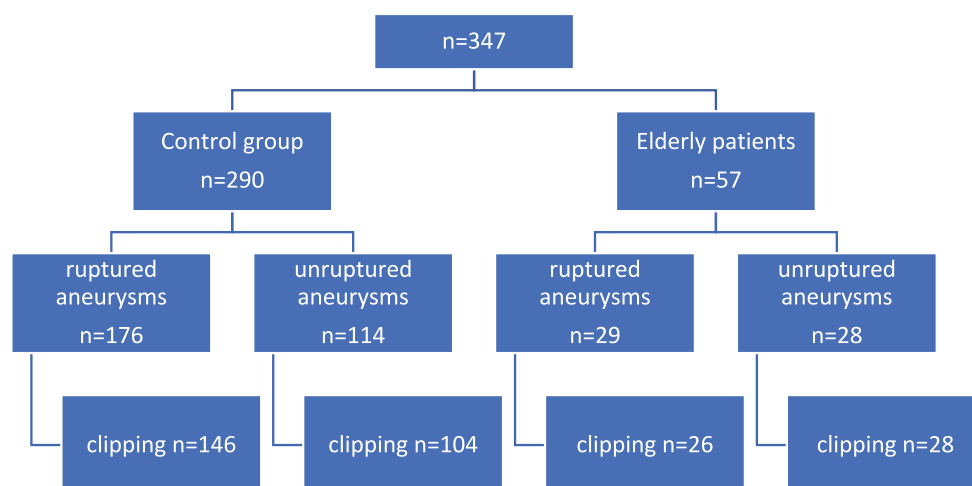 n=347
Control group
n=290
Elderly patients
n=57
ruptured
aneurysms
n=176
unruptured
aneurysms
n=114
ruptured
aneurysms
n=29
unruptured
aneurysms
n=28
clipping n=146
clipping n=104
clipping n=26
clipping n=28